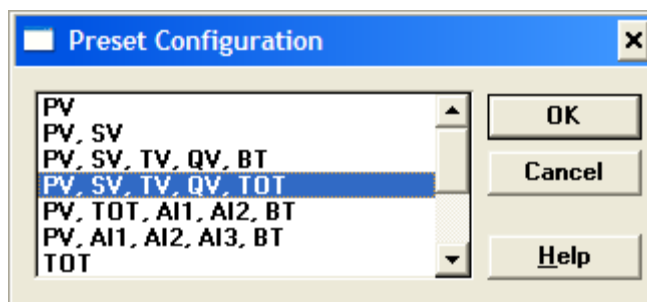 Preset Configuration
PV
PV, SV
PV, SV, TV, QV, BT
PV, SV, TV, QV, TOT
PV, TOT, AI1, AI2, BT
PV, AI1, AI2, AI3, BT
TOT
OK
Cancel
Help